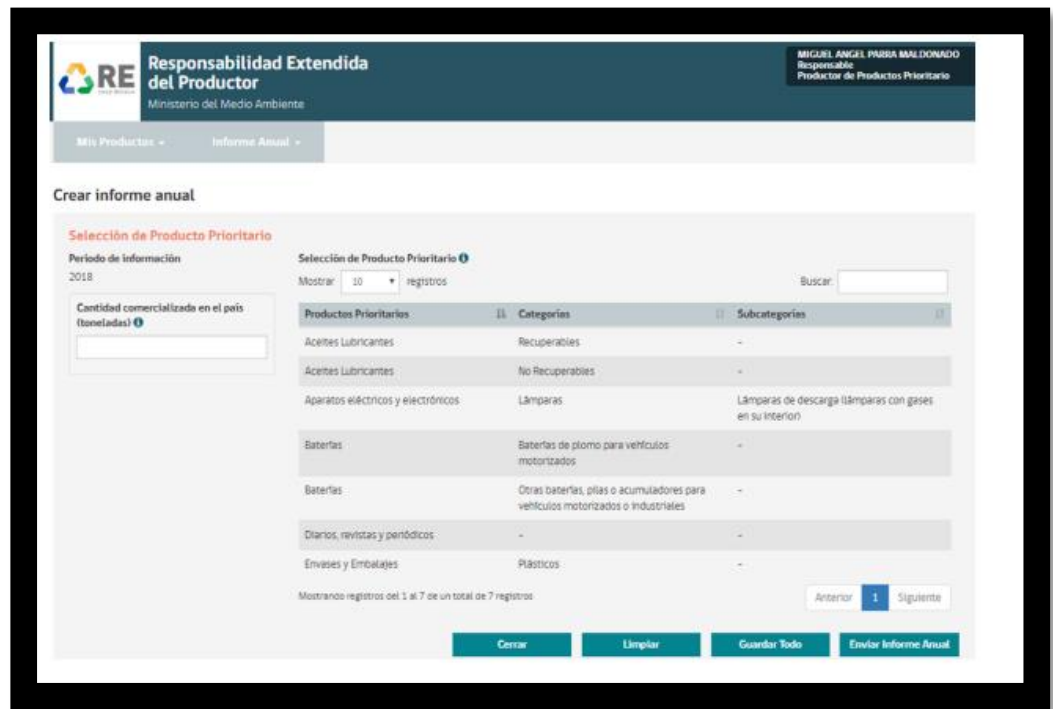 RE
Responsabilidad Extendida
del Productor
Ministerio del Medio Ambiente
MIGUEL ANGEL PARRA MALDONADO
Responsable
Productor de Productos Prioritario
Mis Productos
Informe Anual
Crear informe anual
Selección de Producto Prioritario
Periodo de información
2018
Cantidad comercializada en el país
(toneladas)
Selección de Producto Prioritario
Mostrar 10 registros
Buscar:
Productos Prioritarios Categorías Subcategorías
Aceites Lubricantes Recuperables -
Aceites Lubricantes No Recuperables -
Aparatos eléctricos y electrónicos Lámparas Lámparas de descarga (lámparas con gases
en su interior)
Baterías Baterías de plomo para vehículos
motorizados -
Baterías Otras baterías, pilas o acumuladores para
vehículos motorizados o industriales -
Diarios, revistas y periódicos - -
Envases y Embalajes Plásticos -
Mostrando registros del 1 al 7 de un total de 7 registros
Anterior 1 Siguiente
Cerrar Limpiar Guardar Todo Enviar Informe Anual